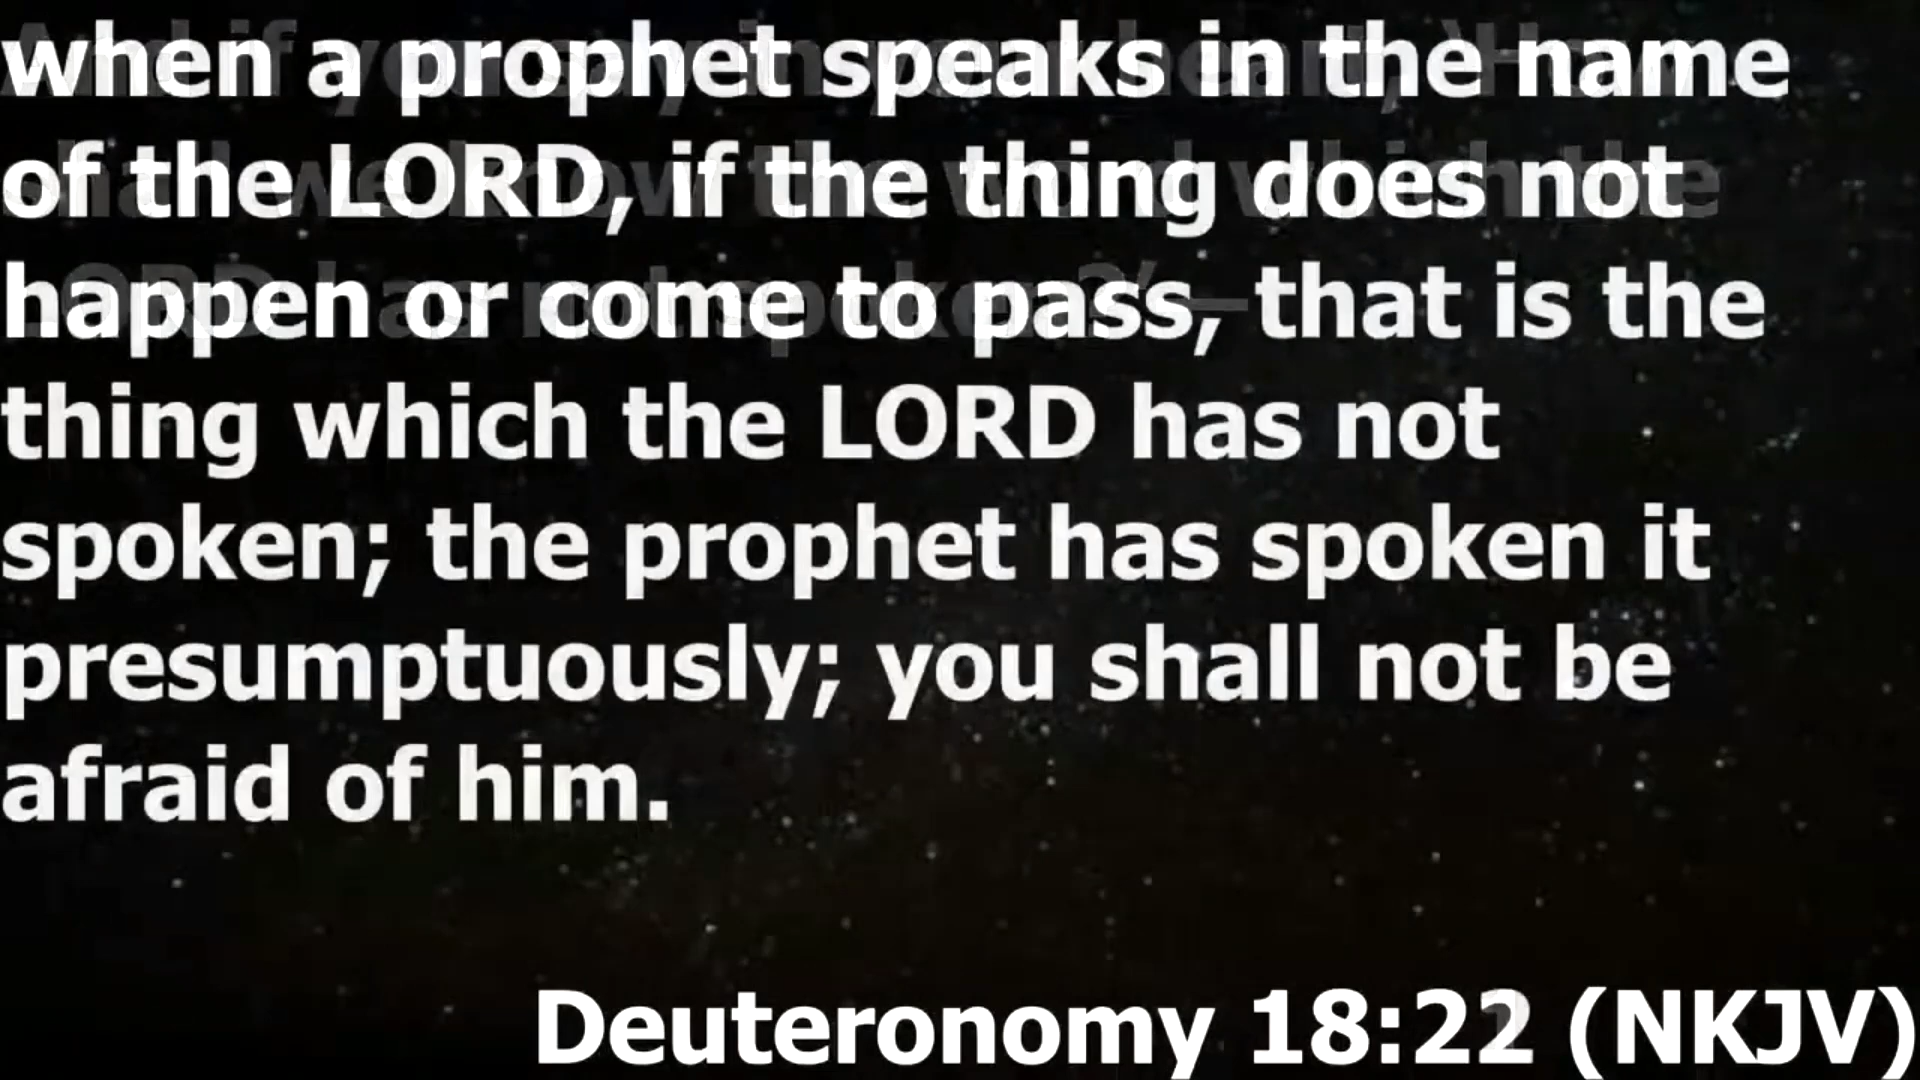 when a prophet speaks in the name
of the LORD, if the thing does not
happen or come to pass, that is the
thing which the LORD has not
spoken; the prophet has spoken it
presumptuously; you shall not be
afraid of him.
Deuteronomy 18:22 (NKJV)